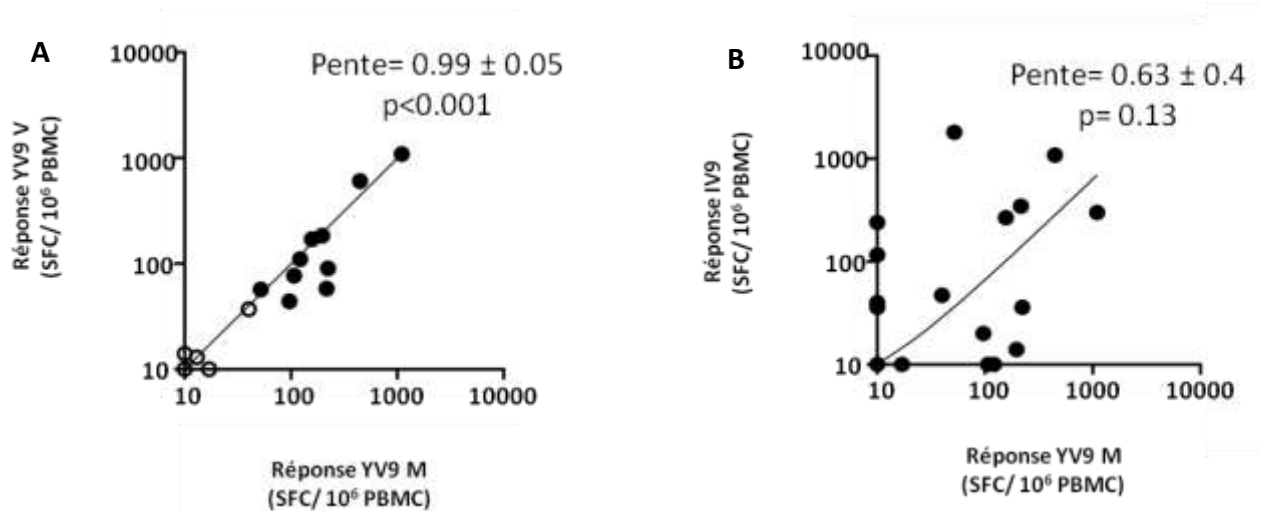 A
Pente= 0.99 ± 0.05
p<0.001
Réponse YV9 V
(SFC/ 10⁶ PBMC)
10000
1000
100
10
10 100 1000 10000
Réponse YV9 M
(SFC/ 10⁶ PBMC)
B
Pente= 0.63 ± 0.4
p= 0.13
Réponse IV9
(SFC/ 10⁶ PBMC)
10000
1000
100
10
10 100 1000 10000
Réponse YV9 M
(SFC/ 10⁶ PBMC)